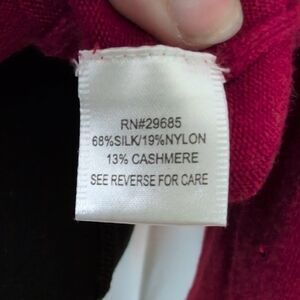 RN#29685
68%SILK/19%NYLON
13% CASHMERE
SEE REVERSE FOR CARE